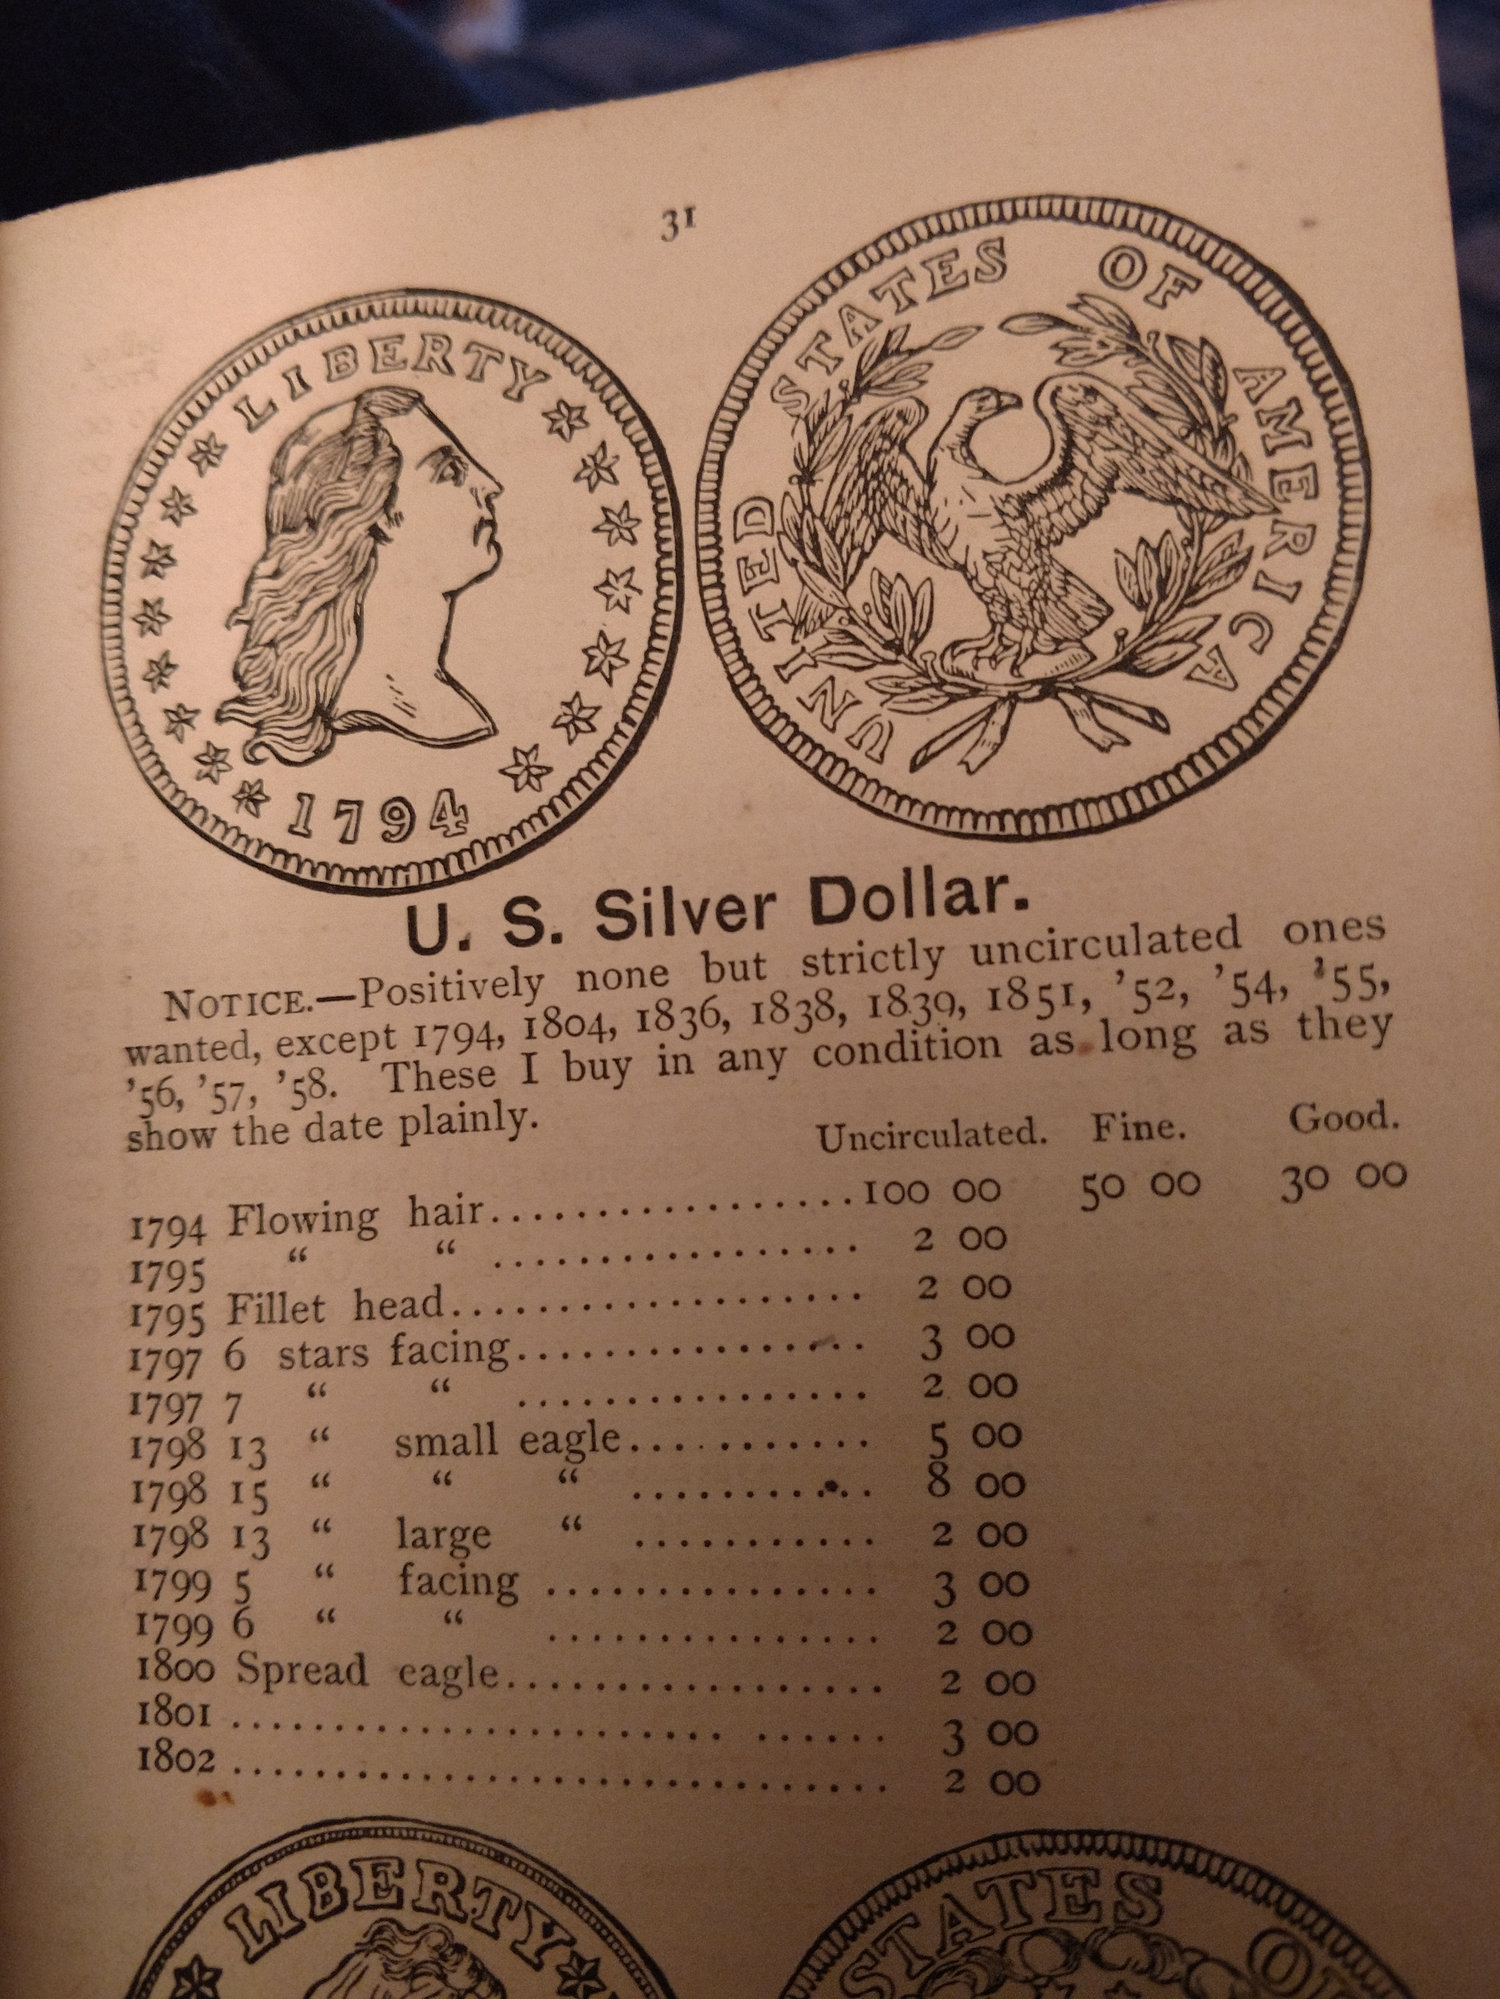 31
LIBERTY
1794
UNITED STATES OF AMERICA
U. S. Silver Dollar.
NOTICE.—Positively none but strictly uncirculated ones
wanted, except 1794, 1804, 1836, 1838, 1839, 1851, ’52, ’54, ’55,
’56, ’57, ’58. These I buy in any condition as long as they
show the date plainly.
Uncirculated. Fine. Good.
1794 Flowing hair..................100 00 50 00 30 00
1795 “ “ .................. 2 00
1795 Fillet head.................... 2 00
1797 6 stars facing................. 3 00
1797 7 “ “ ................. 2 00
1798 13 “ small eagle............ 5 00
1798 15 “ “ “ ............ 8 00
1798 13 “ large “ ............ 2 00
1799 5 “ facing ................ 3 00
1799 6 “ “ ................ 2 00
1800 Spread eagle.................. 2 00
1801 ........................ ...... 3 00
1802 ................................ 2 00
LIBERTY
STATES OF